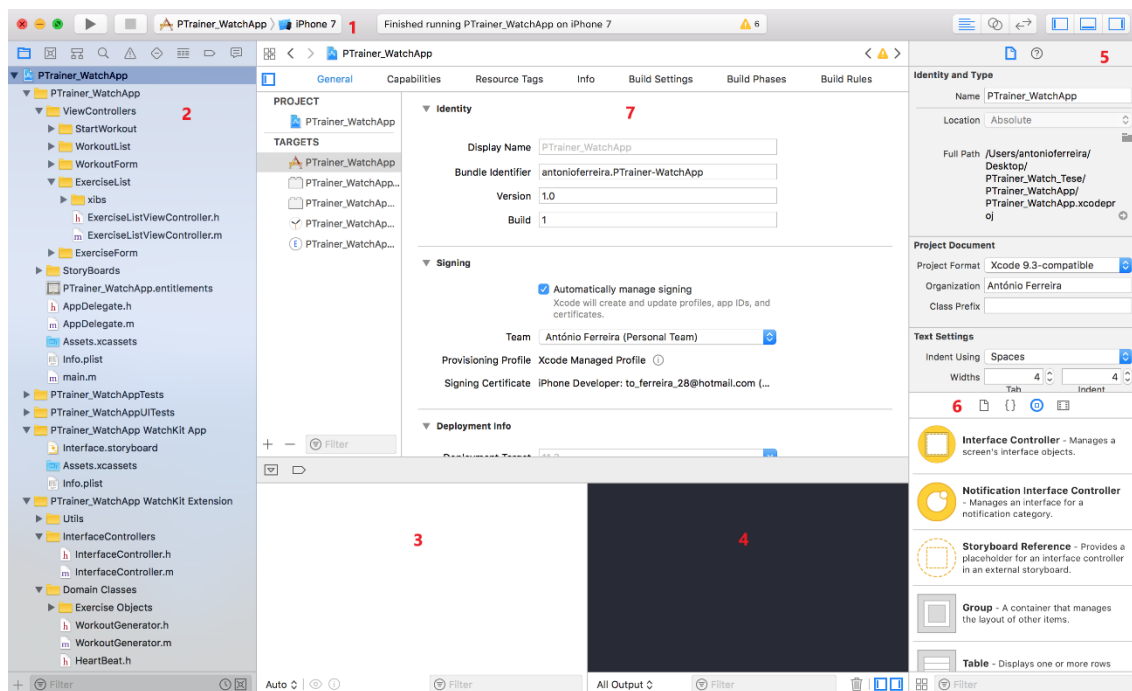 PTrainer_WatchApp
iPhone 7
1
Finished running PTrainer_WatchApp on iPhone 7
6
PTrainer_WatchApp
PTrainer_WatchApp
ViewControllers
2
StartWorkout
WorkoutList
WorkoutForm
ExerciseList
xibs
ExerciseListViewController.h
ExerciseListViewController.m
ExerciseForm
StoryBoards
PTrainer_WatchApp.entitlements
AppDelegate.h
AppDelegate.m
Assets.xcassets
Info.plist
main.m
PTrainer_WatchAppTests
PTrainer_WatchAppUITests
PTrainer_WatchApp WatchKit App
Interface.storyboard
Assets.xcassets
Info.plist
PTrainer_WatchApp WatchKit Extension
Utils
InterfaceControllers
InterfaceController.h
InterfaceController.m
Domain Classes
Exercise Objects
WorkoutGenerator.h
WorkoutGenerator.m
HeartBeat.h
Filter
PTrainer_WatchApp
General Capabilities Resource Tags Info Build Settings Build Phases Build Rules
PROJECT
PTrainer_WatchApp
TARGETS
PTrainer_WatchApp
PTrainer_WatchApp...
PTrainer_WatchAp...
PTrainer_WatchAp...
PTrainer_WatchAp...
Filter
Identity
7
Display Name PTrainer_WatchApp
Bundle Identifier antonioferreira.PTrainer-WatchApp
Version 1.0
Build 1
Signing
Automatically manage signing
Xcode will create and update profiles, app IDs, and
certificates.
Team António Ferreira (Personal Team)
Provisioning Profile Xcode Managed Profile
Signing Certificate iPhone Developer: to_ferreira_28@hotmail.com (...
Deployment Info
Deployment Target 11.3
3
4
Auto
Filter
All Output
Filter
5
Identity and Type
Name PTrainer_WatchApp
Location Absolute
Full Path /Users/antonioferreira/
Desktop/
PTrainer_Watch_Tese/
PTrainer_WatchApp/
PTrainer_WatchApp.xcodepr
oj
Project Document
Project Format Xcode 9.3-compatible
Organization António Ferreira
Class Prefix
Text Settings
Indent Using Spaces
Widths 4 4
Tab Indent
6
{}
Interface Controller - Manages a
screen's interface objects.
Notification Interface Controller
- Manages an interface for a
notification category.
Storyboard Reference - Provides a
placeholder for an interface controller
in an external storyboard.
Group - A container that manages
the layout of other items.
Table - Displays one or more rows
Filter